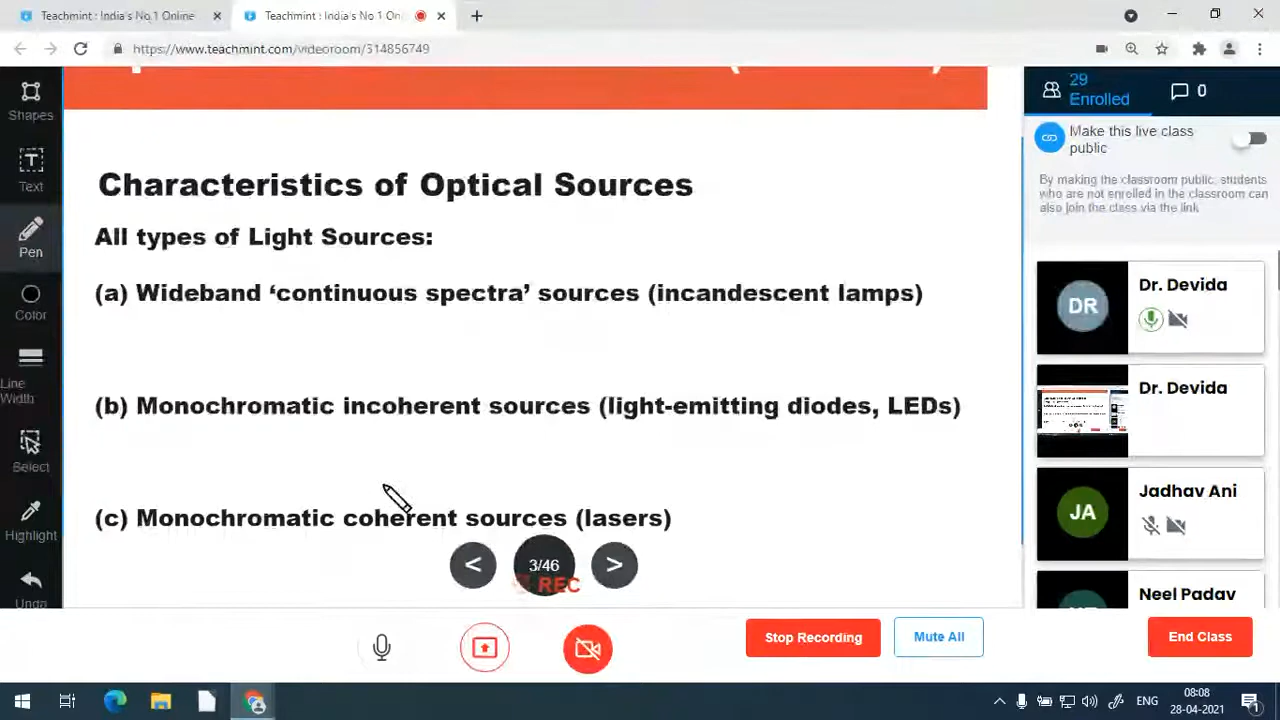 Teachmint : India's No 1 Online
Teachmint : India's No 1 Onl
https://www.teachmint.com/videoroom/314856749
Shapes
Text
Pen
Color
Line
Width
Select
Highlight
Undo
Characteristics of Optical Sources
All types of Light Sources:
(a) Wideband ‘continuous spectra’ sources (incandescent lamps)
(b) Monochromatic incoherent sources (light-emitting diodes, LEDs)
(c) Monochromatic coherent sources (lasers)
< 3/46 >
REC
29
Enrolled
0
Make this live class
public
By making the classroom public, students
who are not enrolled in the classroom can
also join the class via the link
DR
Dr. Devida
Dr. Devida
JA
Jadhav Ani
Neel Padav
Stop Recording
Mute All
End Class
ENG
08:08
28-04-2021
1